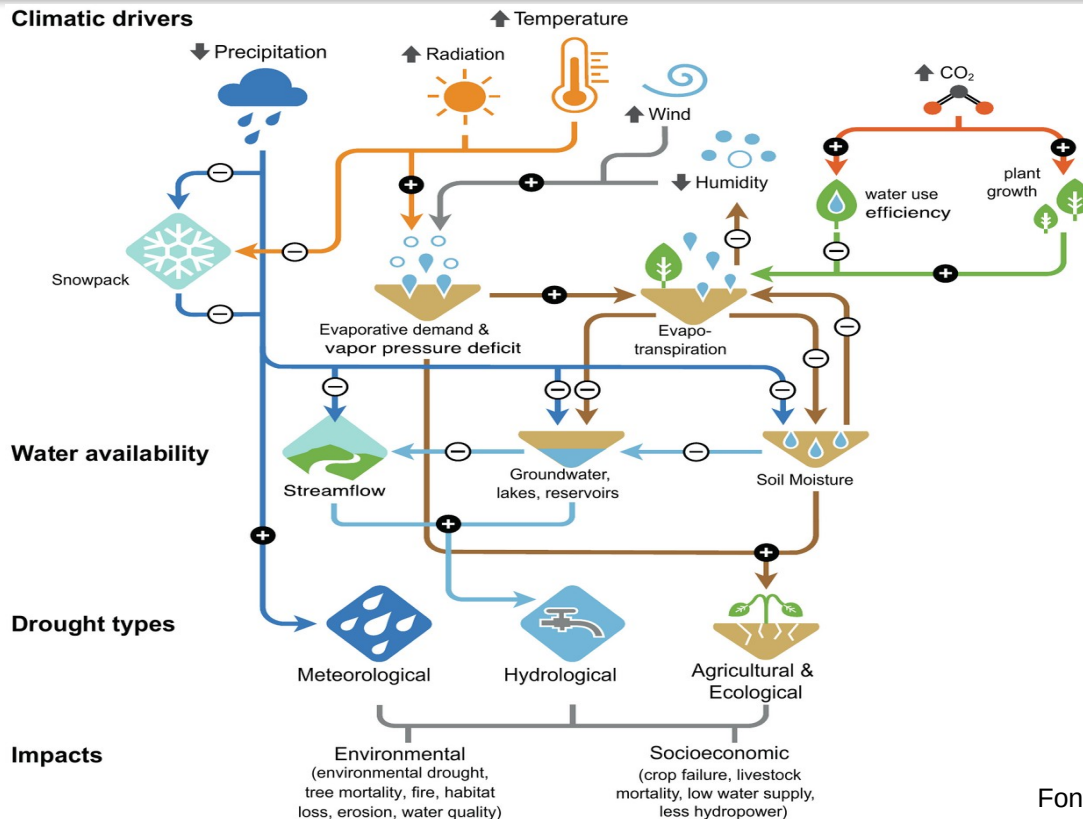 Climatic drivers
Temperature
Precipitation
Radiation
CO₂
Wind
Humidity
plant
growth
water use
efficiency
+
+
+
+
−
−
−
−
+
+
Snowpack
−
Evaporative demand &
vapor pressure deficit
Evapo-
transpiration
−
−
−
−
−
−
Water availability
−
−
Streamflow
Groundwater,
lakes, reservoirs
Soil Moisture
+
+
+
Drought types
Meteorological
Hydrological
Agricultural &
Ecological
Impacts
Environmental
(environmental drought,
tree mortality, fire, habitat
loss, erosion, water quality)
Socioeconomic
(crop failure, livestock
mortality, low water supply,
less hydropower)
Fon